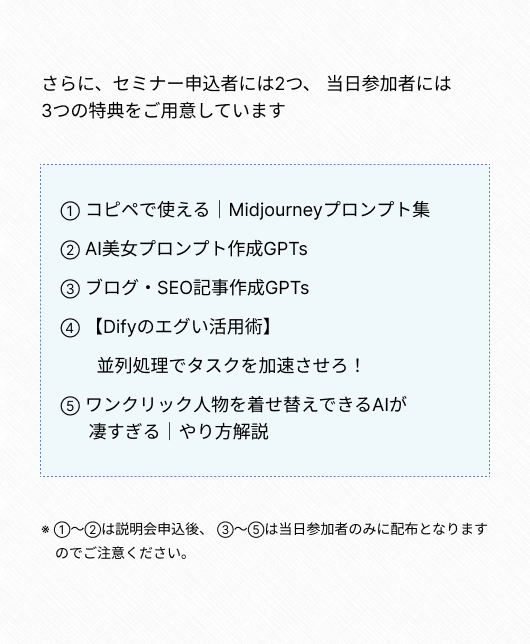 さらに、セミナー申込者には2つ、 当日参加者には
3つの特典をご用意しています
① コピペで使える｜Midjourneyプロンプト集
② AI美女プロンプト作成GPTs
③ ブログ・SEO記事作成GPTs
④ 【Difyのエグい活用術】
並列処理でタスクを加速させろ！
⑤ ワンクリック人物を着せ替えできるAIが
凄すぎる｜やり方解説
※ ①〜②は説明会申込後、 ③〜⑤は当日参加者のみに配布となります
のでご注意ください。